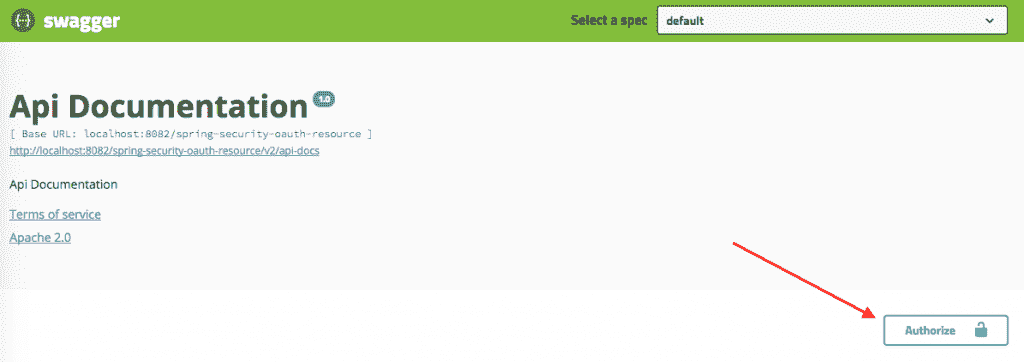 swagger
Select a spec default
Api Documentation 1.0
[ Base URL: localhost:8082/spring-security-oauth-resource ]
http://localhost:8082/spring-security-oauth-resource/v2/api-docs
Api Documentation
Terms of service
Apache 2.0
Authorize